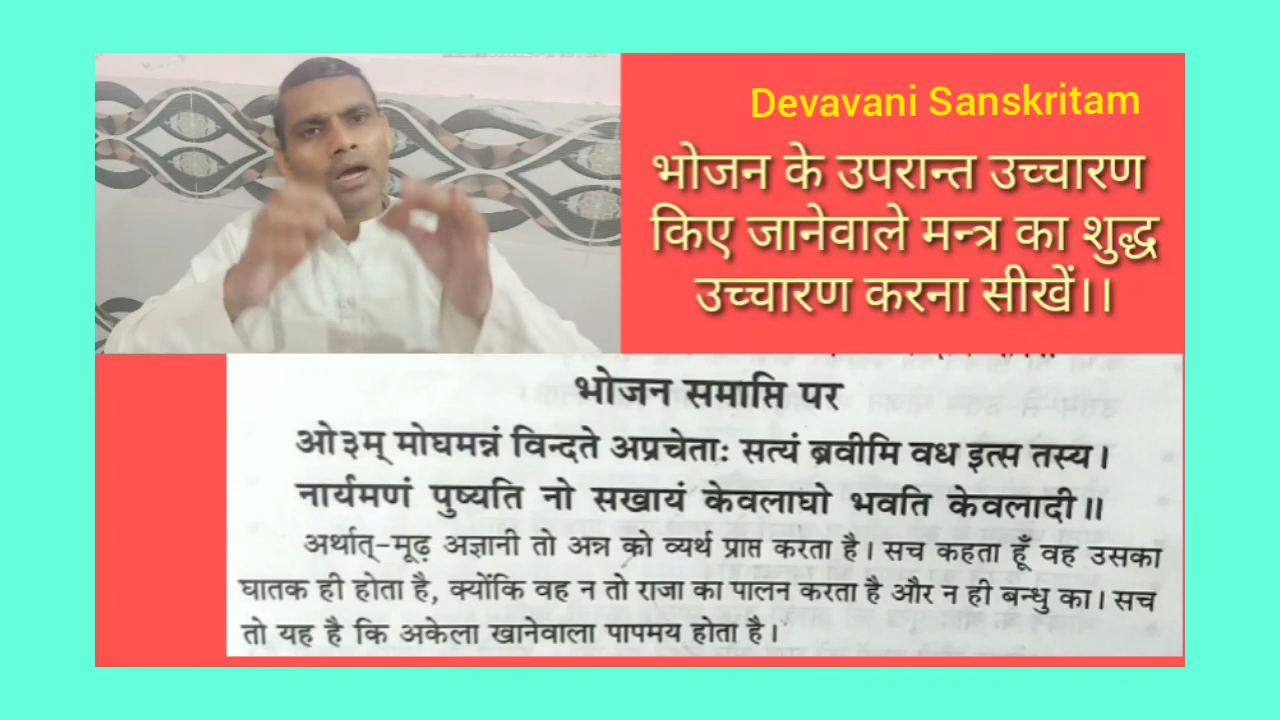 Devavani Sanskritam
भोजन के उपरान्त उच्चारण
किए जानेवाले मन्त्र का शुद्ध
उच्चारण करना सीखें।।
भोजन समाप्ति पर
ओ३म् मोघमन्नं विन्दते अप्रचेताः सत्यं ब्रवीमि वध इत्स तस्य।
नार्यमणं पुष्यति नो सखायं केवलाघो भवति केवलादी॥
अर्थात्-मूढ़ अज्ञानी तो अन्न को व्यर्थ प्राप्त करता है। सच कहता हूँ वह उसका
घातक ही होता है, क्योंकि वह न तो राजा का पालन करता है और न ही बन्धु का। सच
तो यह है कि अकेला खानेवाला पापमय होता है।